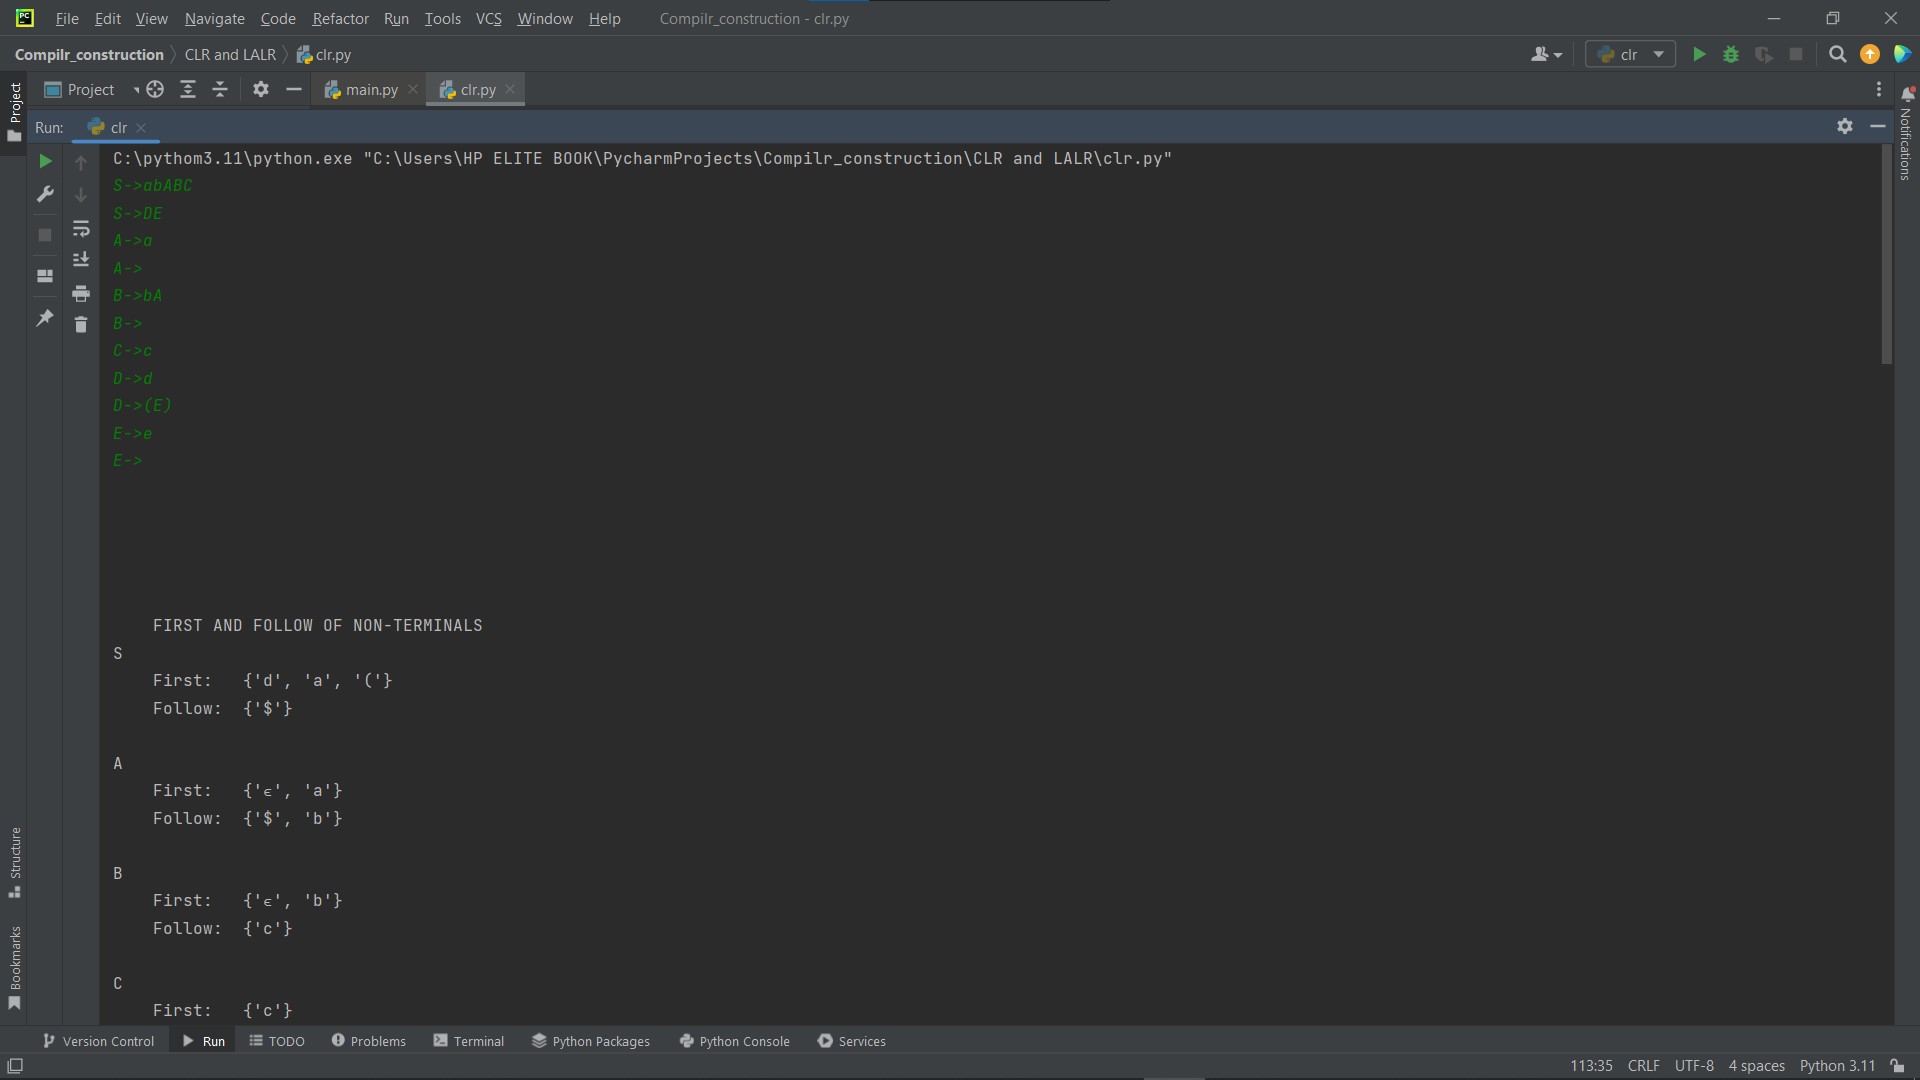 File Edit View Navigate Code Refactor Run Tools VCS Window Help Compilr_construction - clr.py
Compilr_construction CLR and LALR clr.py clr
Project main.py clr.py
Run: clr
Project
Notifications
C:\pythom3.11\python.exe "C:\Users\HP ELITE BOOK\PycharmProjects\Compilr_construction\CLR and LALR\clr.py"
S->abABC
S->DE
A->a
A->
B->bA
B->
C->c
D->d
D->(E)
E->e
E->
FIRST AND FOLLOW OF NON-TERMINALS
S
First: {'d', 'a', '('}
Follow: {'$'}
A
First: {'ϵ', 'a'}
Follow: {'$', 'b'}
B
First: {'ϵ', 'b'}
Follow: {'c'}
C
First: {'c'}
Structure
Bookmarks
Version Control Run TODO Problems Terminal Python Packages Python Console Services
113:35 CRLF UTF-8 4 spaces Python 3.11